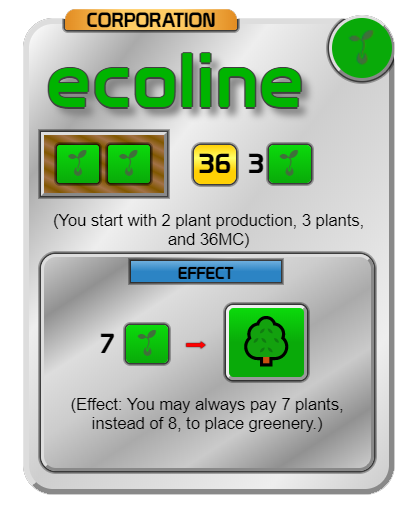 CORPORATION
ecoline
36 3
(You start with 2 plant production, 3 plants,
and 36MC)
EFFECT
7
(Effect: You may always pay 7 plants,
instead of 8, to place greenery.)